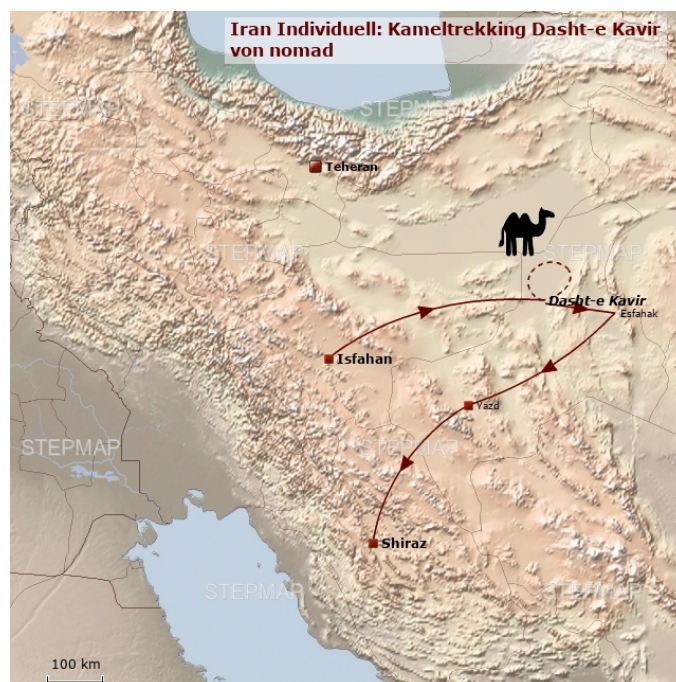 Iran Individuell: Kameltrekking Dasht-e Kavir
von nomad
STEPMAP
STEPMAP
Teheran
STEPMAP
STEPMAP
Dasht-e Kavir
Esfahak
Isfahan
Yazd
STEPMAP
STEPMAP
Shiraz
STEPMAP
STEPMAP
100 km